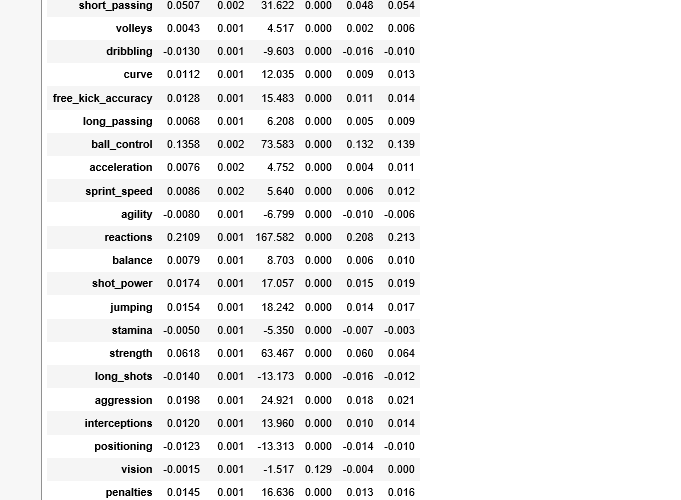 short_passing 0.0507 0.002 31.622 0.000 0.048 0.054
volleys 0.0043 0.001 4.517 0.000 0.002 0.006
dribbling -0.0130 0.001 -9.603 0.000 -0.016 -0.010
curve 0.0112 0.001 12.035 0.000 0.009 0.013
free_kick_accuracy 0.0128 0.001 15.483 0.000 0.011 0.014
long_passing 0.0068 0.001 6.208 0.000 0.005 0.009
ball_control 0.1358 0.002 73.583 0.000 0.132 0.139
acceleration 0.0076 0.002 4.752 0.000 0.004 0.011
sprint_speed 0.0086 0.002 5.640 0.000 0.006 0.012
agility -0.0080 0.001 -6.799 0.000 -0.010 -0.006
reactions 0.2109 0.001 167.582 0.000 0.208 0.213
balance 0.0079 0.001 8.703 0.000 0.006 0.010
shot_power 0.0174 0.001 17.057 0.000 0.015 0.019
jumping 0.0154 0.001 18.242 0.000 0.014 0.017
stamina -0.0050 0.001 -5.350 0.000 -0.007 -0.003
strength 0.0618 0.001 63.467 0.000 0.060 0.064
long_shots -0.0140 0.001 -13.173 0.000 -0.016 -0.012
aggression 0.0198 0.001 24.921 0.000 0.018 0.021
interceptions 0.0120 0.001 13.960 0.000 0.010 0.014
positioning -0.0123 0.001 -13.313 0.000 -0.014 -0.010
vision -0.0015 0.001 -1.517 0.129 -0.004 0.000
penalties 0.0145 0.001 16.636 0.000 0.013 0.016